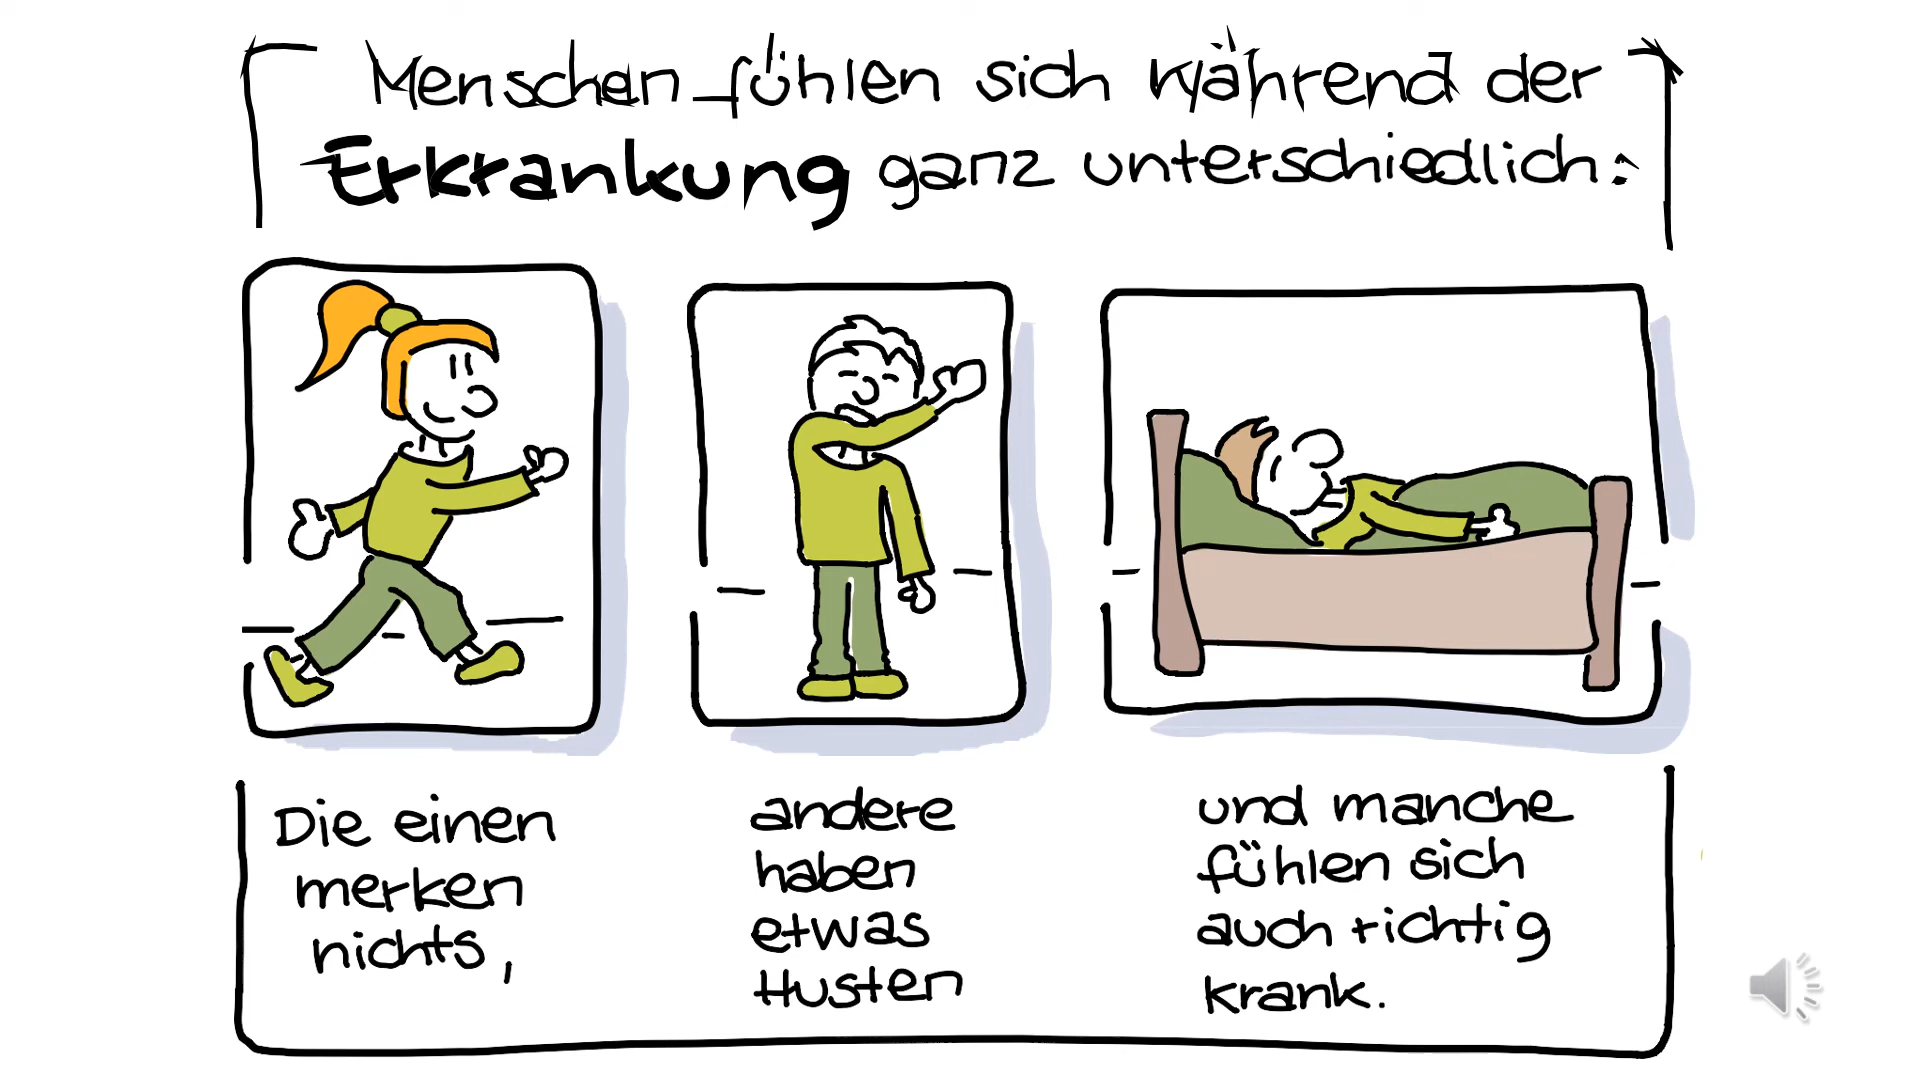 Menschen fühlen sich während der
Erkrankung ganz unterschiedlich:
Die einen
merken
nichts,
andere
haben
etwas
Husten
und manche
fühlen sich
auch richtig
krank.